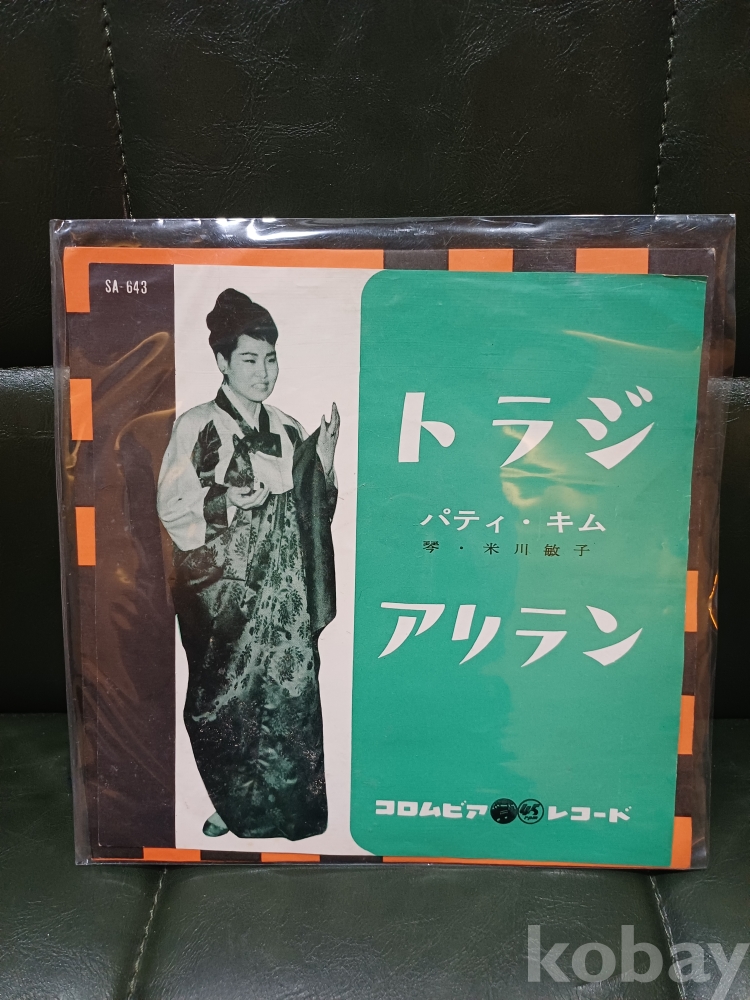 SA-643
トラジ
パティ・キム
琴・米川敏子
アリラン
コロムビア 45 rpm レコード
kobay